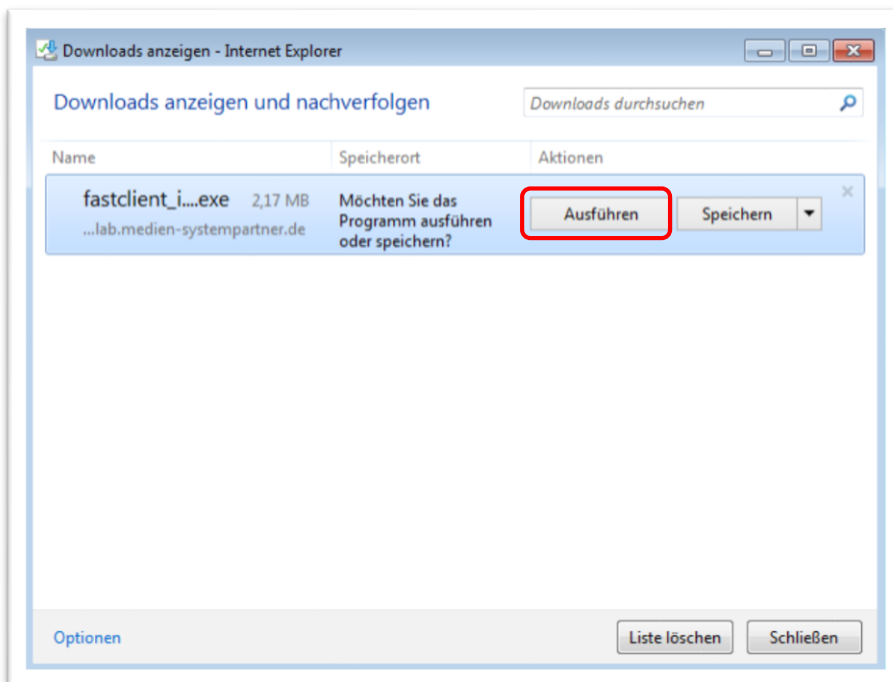 Downloads anzeigen - Internet Explorer
Downloads anzeigen und nachverfolgen
Downloads durchsuchen
Name Speicherort Aktionen
fastclient_i....exe 2,17 MB
...lab.medien-systempartner.de
Möchten Sie das
Programm ausführen
oder speichern?
Ausführen Speichern
Optionen Liste löschen Schließen